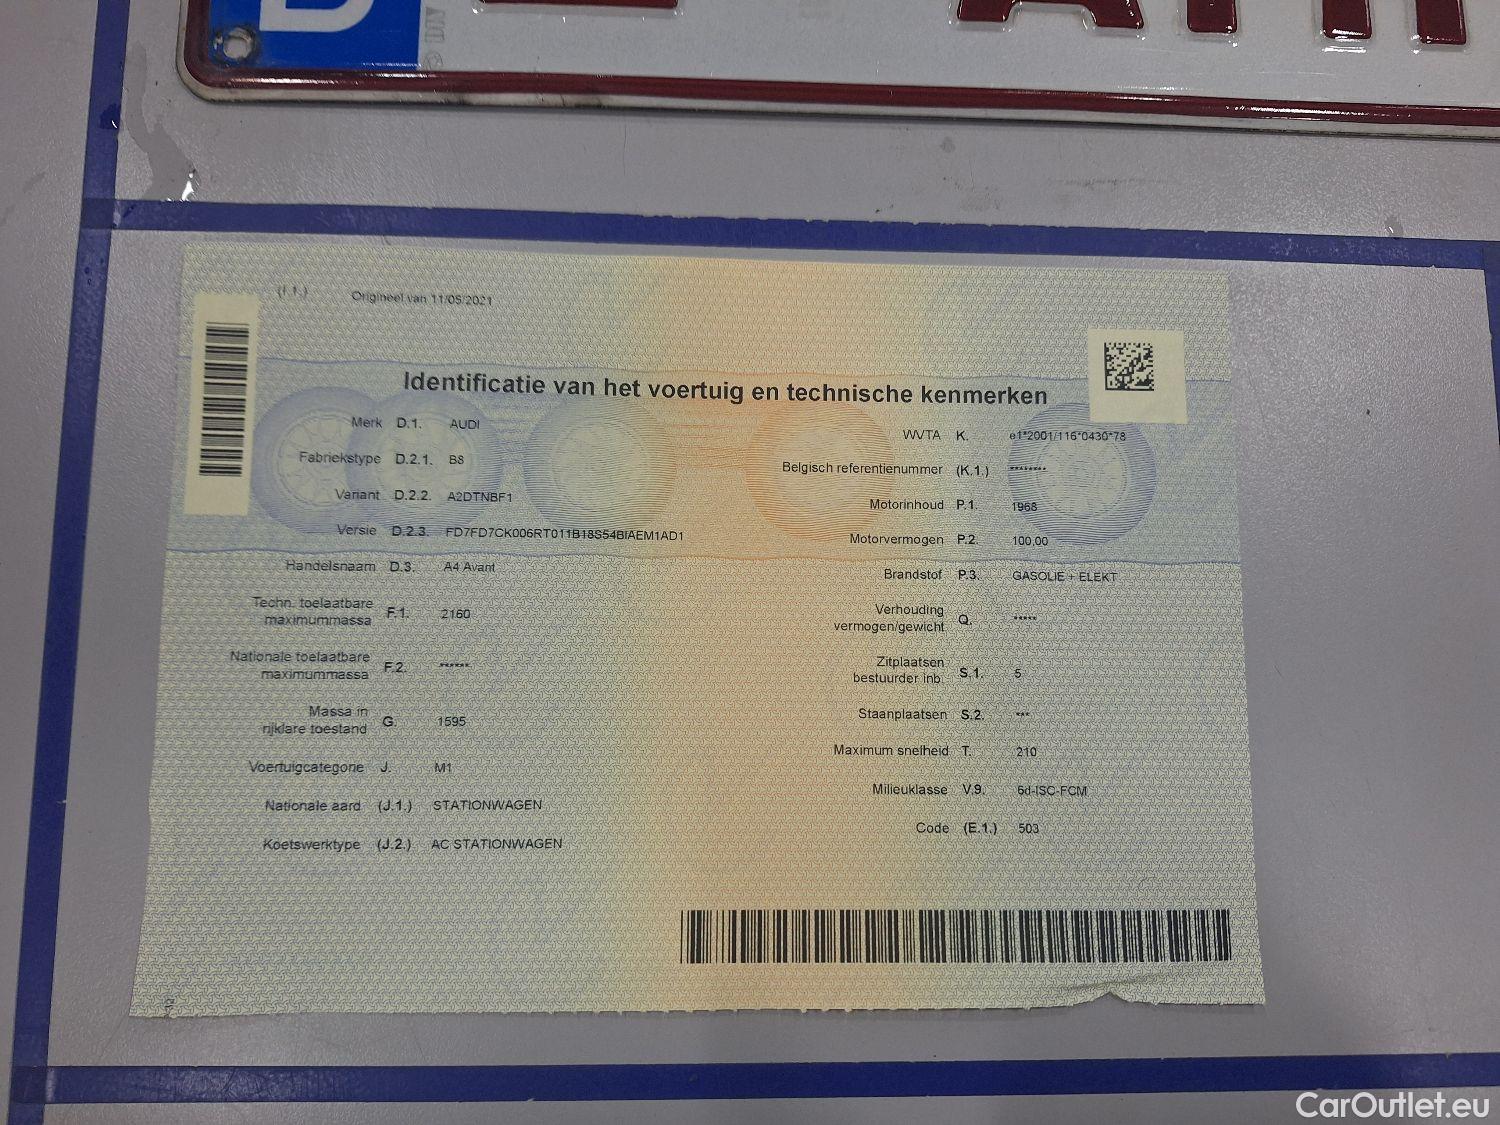 D
(I.1.) Origineel van 11/05/2021
Identificatie van het voertuig en technische kenmerken
Merk D.1. AUDI
Fabriekstype D.2.1. B8
Variant D.2.2. A2DTNBF1
Versie D.2.3. FD7FD7CK006RT011B18S54BIAEM1AD1
Handelsnaam D.3. A4 Avant
Techn. toelaatbare
maximummassa F.1. 2160
Nationale toelaatbare
maximummassa F.2. ******
Massa in
rijklare toestand G. 1595
Voertuigcategorie J. M1
Nationale aard (J.1.) STATIONWAGEN
Koetswerktype (J.2.) AC STATIONWAGEN
WVTA K. e1*2001/116*0430*78
Belgisch referentienummer (K.1.) ********
Motorinhoud P.1. 1968
Motorvermogen P.2. 100,00
Brandstof P.3. GASOLIE + ELEKT
Verhouding
vermogen/gewicht Q. *****
Zitplaatsen
bestuurder inb. S.1. 5
Staanplaatsen S.2. ***
Maximum snelheid T. 210
Milieuklasse V.9. 6d-ISC-FCM
Code (E.1.) 503
CarOutlet.eu